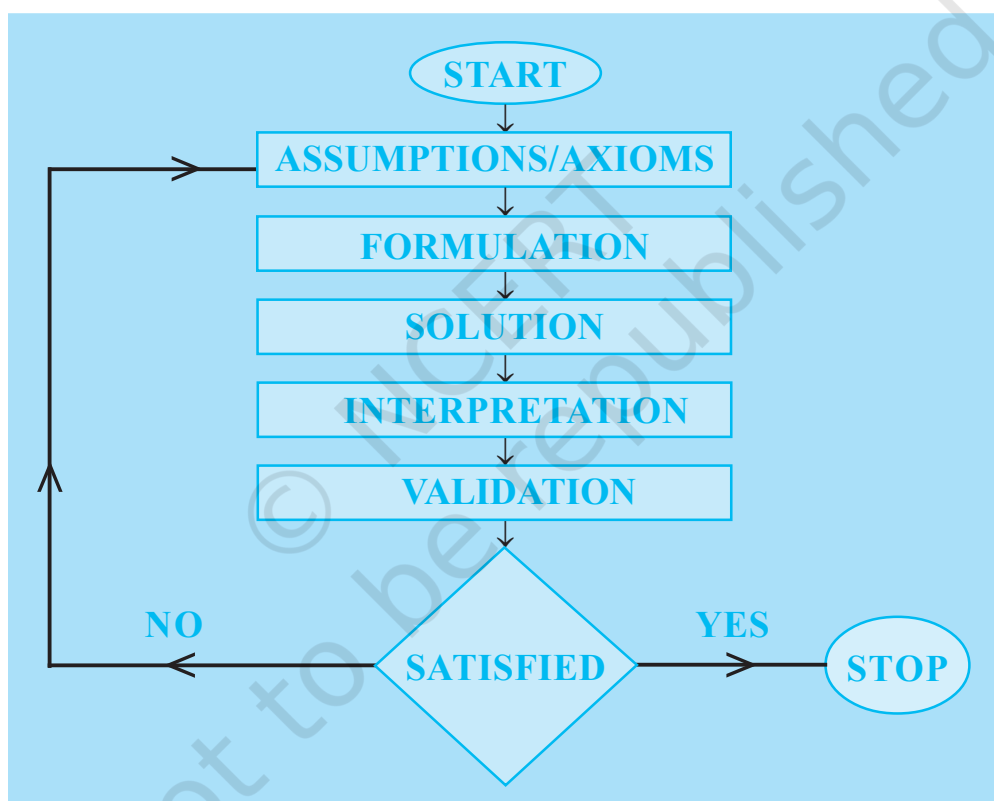 START
ASSUMPTIONS/AXIOMS
FORMULATION
SOLUTION
INTERPRETATION
VALIDATION
NO
YES
SATISFIED
STOP
© NCERT
not to be republished